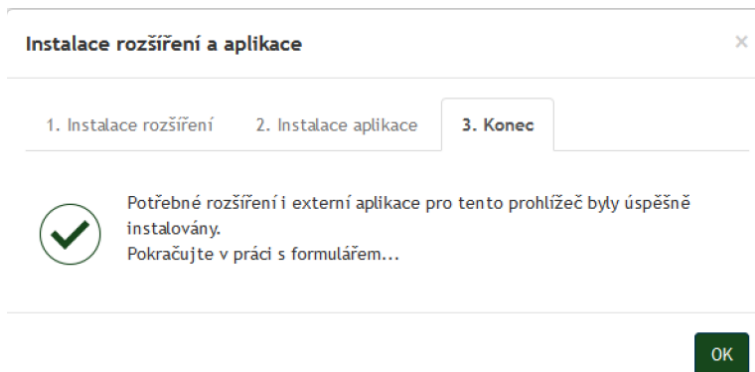 Instalace rozšíření a aplikace
×
1. Instalace rozšíření 2. Instalace aplikace 3. Konec
Potřebné rozšíření i externí aplikace pro tento prohlížeč byly úspěšně
instalovány.
Pokračujte v práci s formulářem...
OK